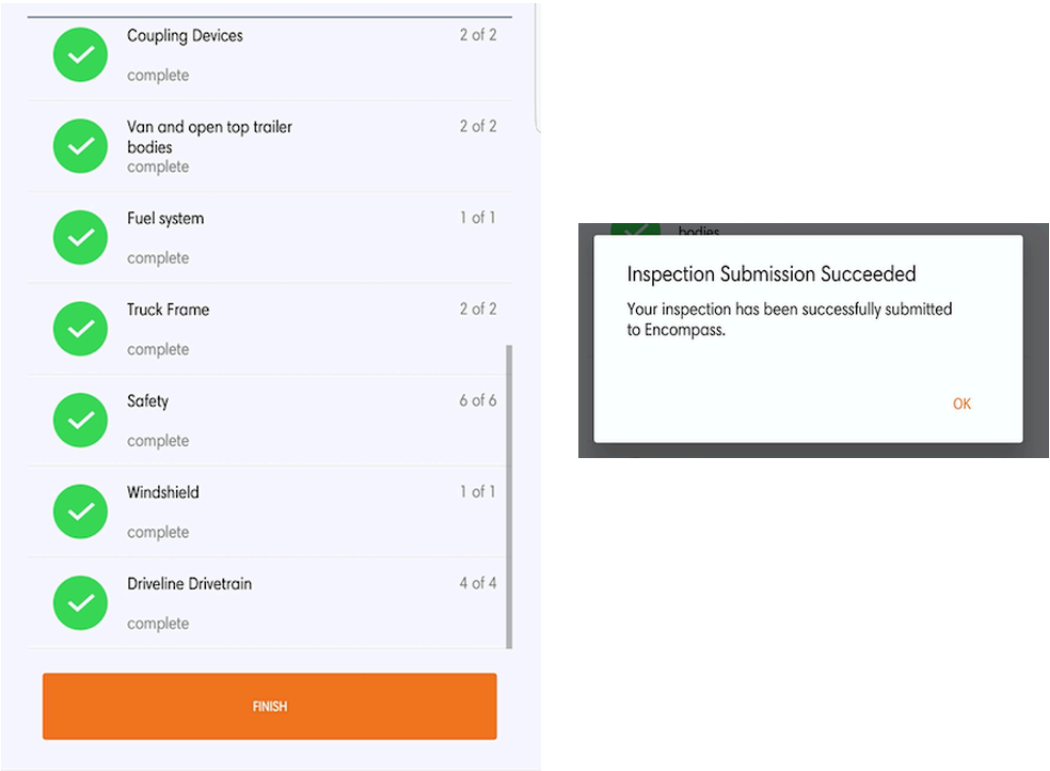 Coupling Devices
2 of 2
complete
Van and open top trailer
2 of 2
bodies
complete
Fuel system
1 of 1
complete
Truck Frame
2 of 2
complete
Safety
6 of 6
complete
Windshield
1 of 1
complete
Driveline Drivetrain
4 of 4
complete
FINISH
bodies
Inspection Submission Succeeded
Your inspection has been successfully submitted
to Encompass.
OK